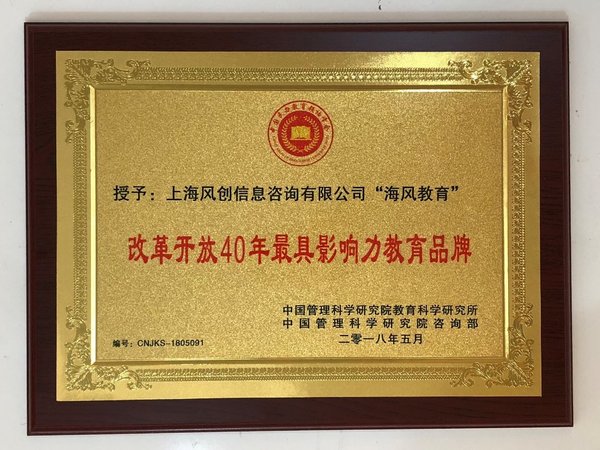 授予：上海风创信息咨询有限公司“海风教育”
改革开放40年最具影响力教育品牌
中国管理科学研究院教育科学研究所
中国管理科学研究院咨询部
编号：CNJKS-1805091
二零一八年五月